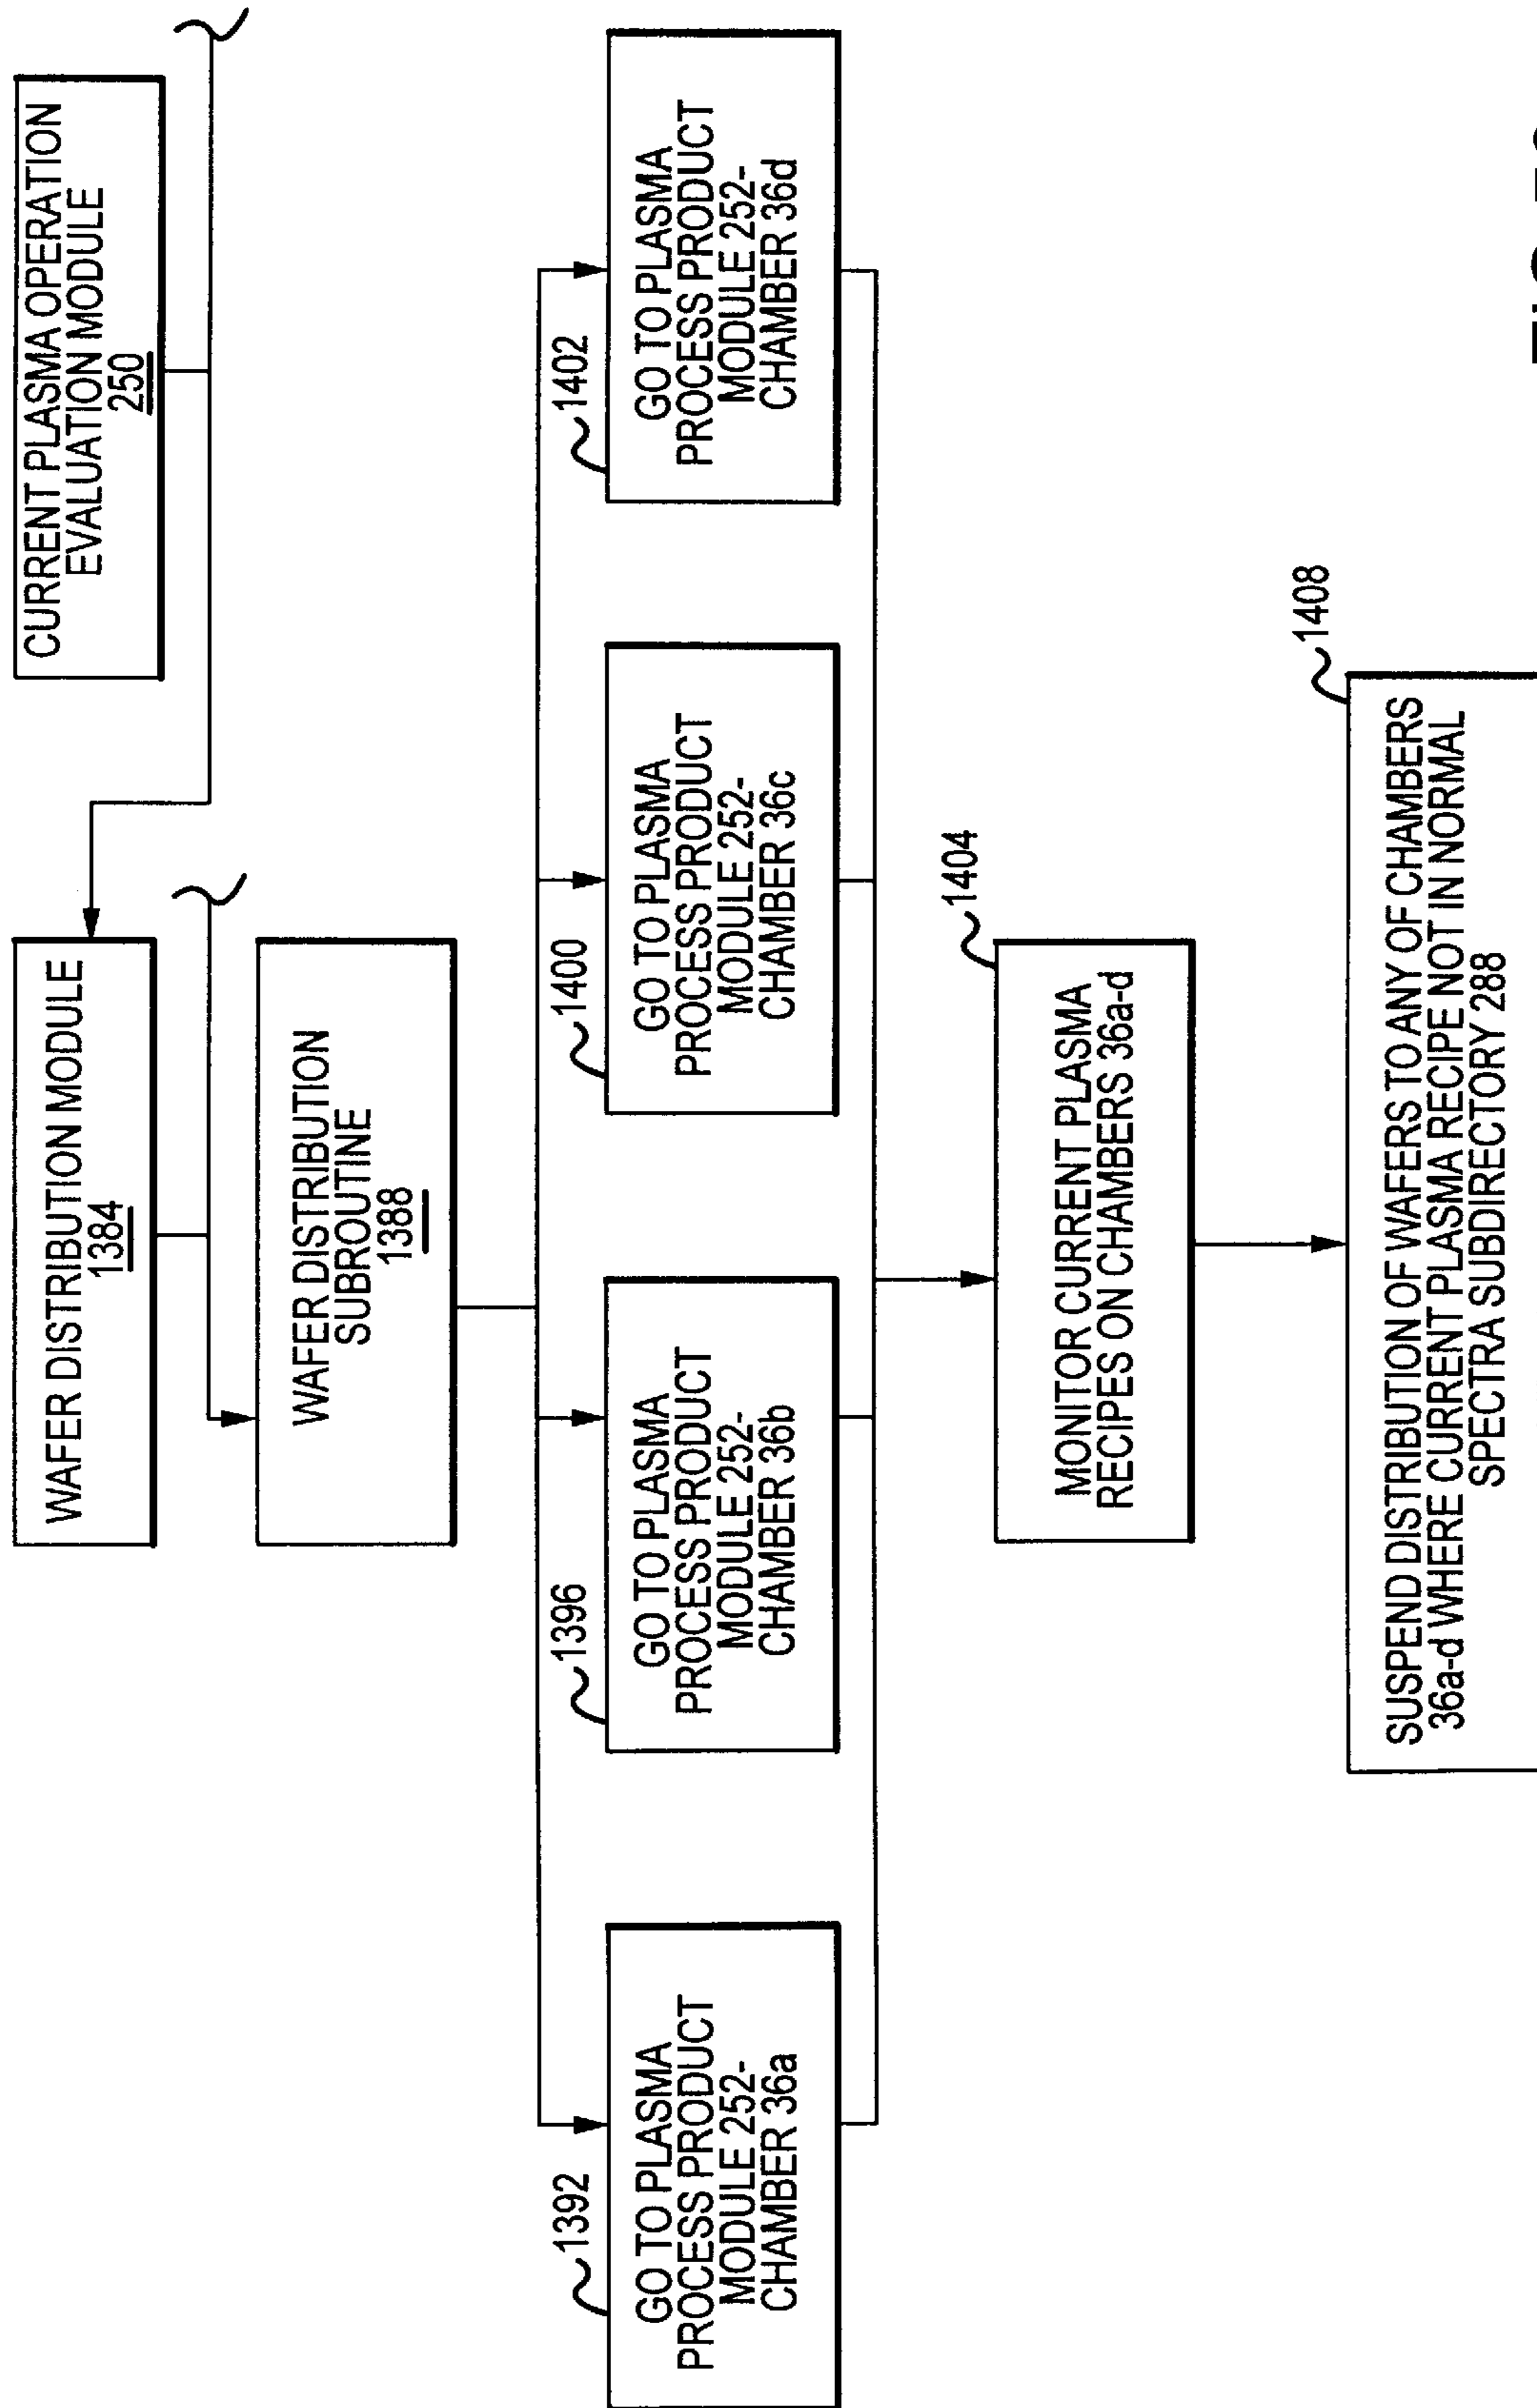 CURRENT PLASMA OPERATION
EVALUATION MODULE
250
WAFER DISTRIBUTION MODULE
1384
WAFER DISTRIBUTION
SUBROUTINE
1388
1392
GO TO PLASMA
PROCESS PRODUCT
MODULE 252-
CHAMBER 36a
1396
GO TO PLASMA
PROCESS PRODUCT
MODULE 252-
CHAMBER 36b
1400
GO TO PLASMA
PROCESS PRODUCT
MODULE 252-
CHAMBER 36c
1402
GO TO PLASMA
PROCESS PRODUCT
MODULE 252-
CHAMBER 36d
1404
MONITOR CURRENT PLASMA
RECIPES ON CHAMBERS 36a-d
1408
SUSPEND DISTRIBUTION OF WAFERS TO ANY OF CHAMBERS
36a-d WHERE CURRENT PLASMA RECIPE NOT IN NORMAL
SPECTRA SUBDIRECTORY 288